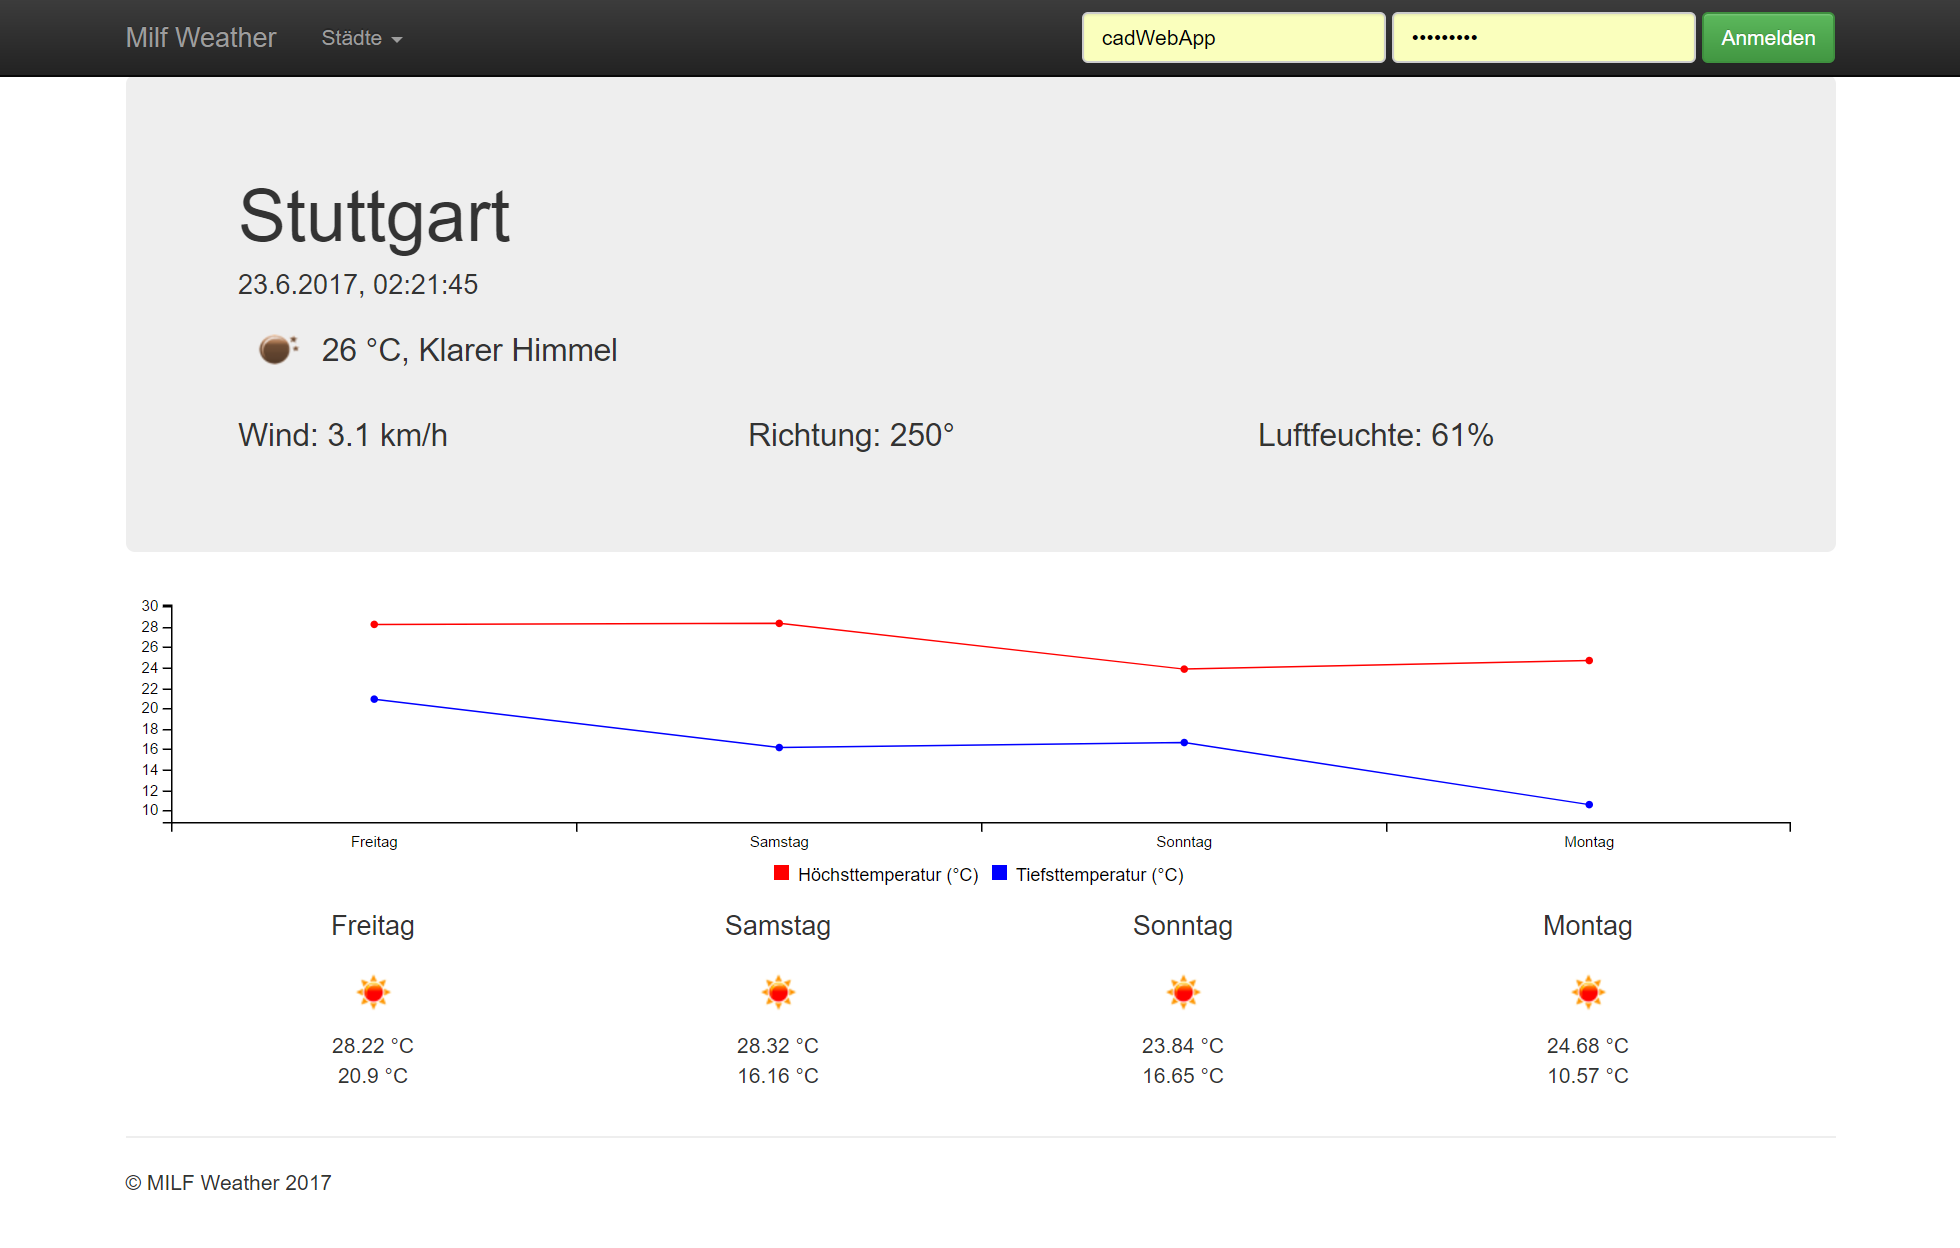 Milf Weather Städte cadWebApp ••••••••• Anmelden
Stuttgart
23.6.2017, 02:21:45
26 °C, Klarer Himmel
Wind: 3.1 km/h Richtung: 250° Luftfeuchte: 61%
30
28
26
24
22
20
18
16
14
12
10
Freitag Samstag Sonntag Montag
Höchsttemperatur (°C) Tiefsttemperatur (°C)
Freitag Samstag Sonntag Montag
28.22 °C 28.32 °C 23.84 °C 24.68 °C
20.9 °C 16.16 °C 16.65 °C 10.57 °C
© MILF Weather 2017